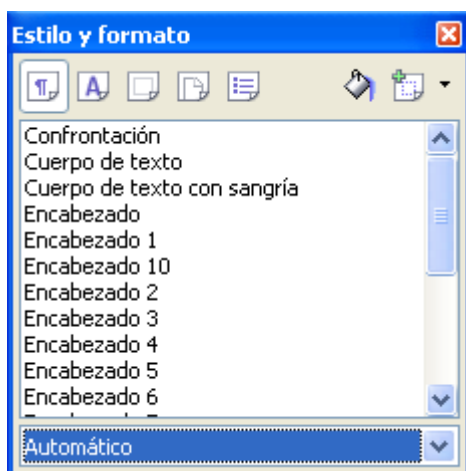 Estilo y formato
Confrontación
Cuerpo de texto
Cuerpo de texto con sangría
Encabezado
Encabezado 1
Encabezado 10
Encabezado 2
Encabezado 3
Encabezado 4
Encabezado 5
Encabezado 6
Automático